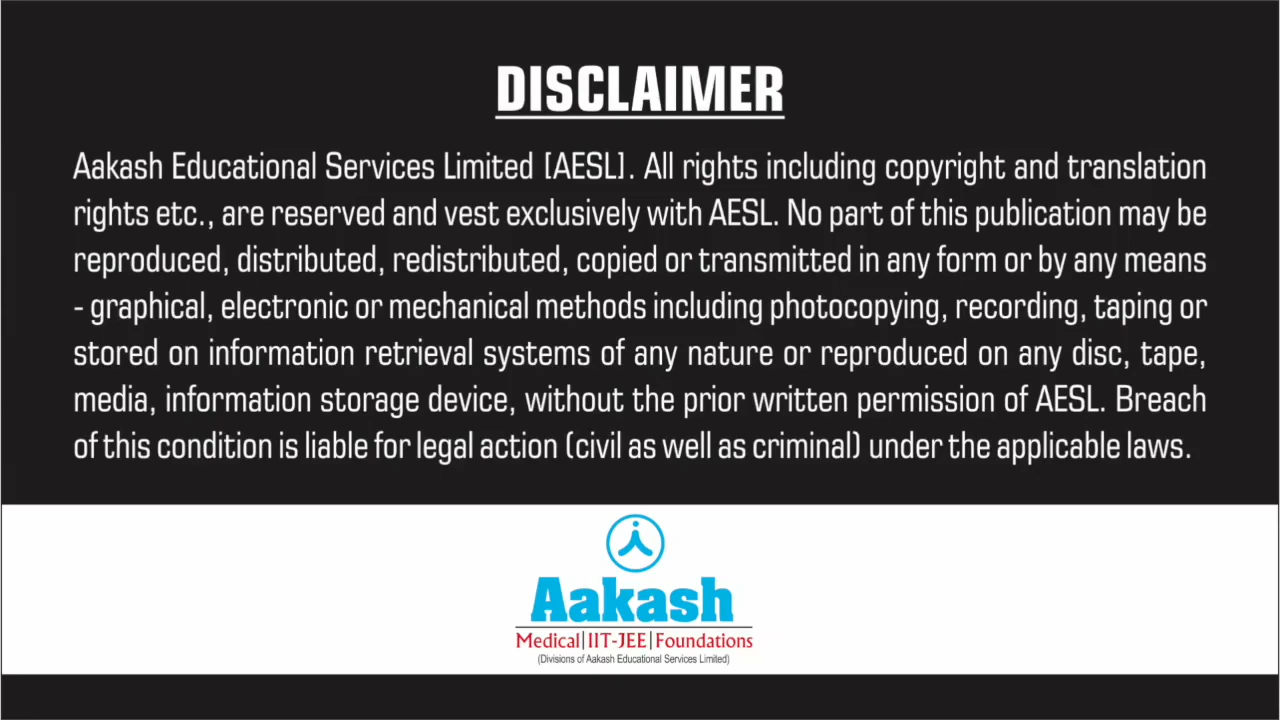 DISCLAIMER
Aakash Educational Services Limited [AESL]. All rights including copyright and translation
rights etc., are reserved and vest exclusively with AESL. No part of this publication may be
reproduced, distributed, redistributed, copied or transmitted in any form or by any means
- graphical, electronic or mechanical methods including photocopying, recording, taping or
stored on information retrieval systems of any nature or reproduced on any disc, tape,
media, information storage device, without the prior written permission of AESL. Breach
of this condition is liable for legal action (civil as well as criminal) under the applicable laws.
Aakash
Medical|IIT-JEE|Foundations
(Divisions of Aakash Educational Services Limited)